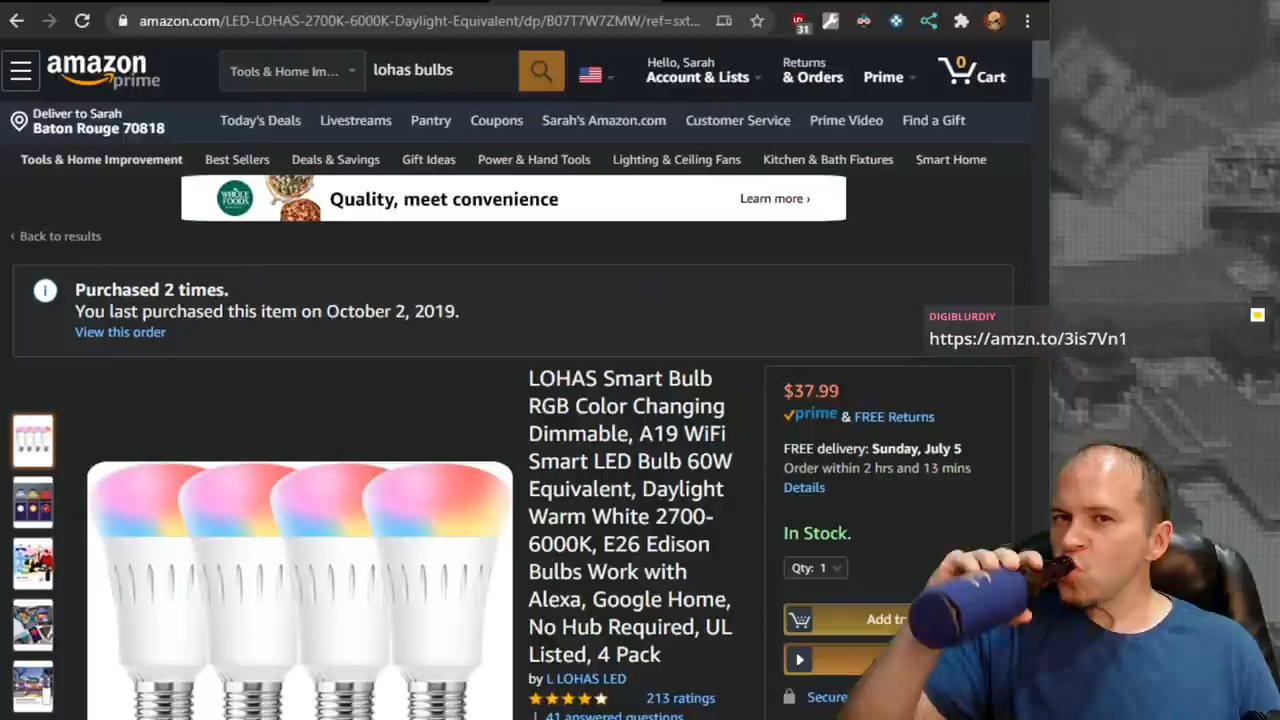 amazon.com/LED-LOHAS-2700K-6000K-Daylight-Equivalent/dp/B07T7W7ZMW/ref=sxt...
31
amazon
prime
Tools & Home Im...
lohas bulbs
Hello, Sarah
Account & Lists
Returns
& Orders
Prime
0
Cart
Deliver to Sarah
Baton Rouge 70818
Today's Deals
Livestreams
Pantry
Coupons
Sarah's Amazon.com
Customer Service
Prime Video
Find a Gift
Tools & Home Improvement
Best Sellers
Deals & Savings
Gift Ideas
Power & Hand Tools
Lighting & Ceiling Fans
Kitchen & Bath Fixtures
Smart Home
WHOLE
FOODS
Quality, meet convenience
Learn more ›
‹ Back to results
i
Purchased 2 times.
You last purchased this item on October 2, 2019.
View this order
DIGIBLURDIY
https://amzn.to/3is7Vn1
LOHAS Smart Bulb
RGB Color Changing
Dimmable, A19 WiFi
Smart LED Bulb 60W
Equivalent, Daylight
Warm White 2700-
6000K, E26 Edison
Bulbs Work with
Alexa, Google Home,
No Hub Required, UL
Listed, 4 Pack
by L LOHAS LED
213 ratings
| 41 answered questions
$37.99
prime & FREE Returns
FREE delivery: Sunday, July 5
Order within 2 hrs and 13 mins
Details
In Stock.
Qty: 1
Add t
Secure